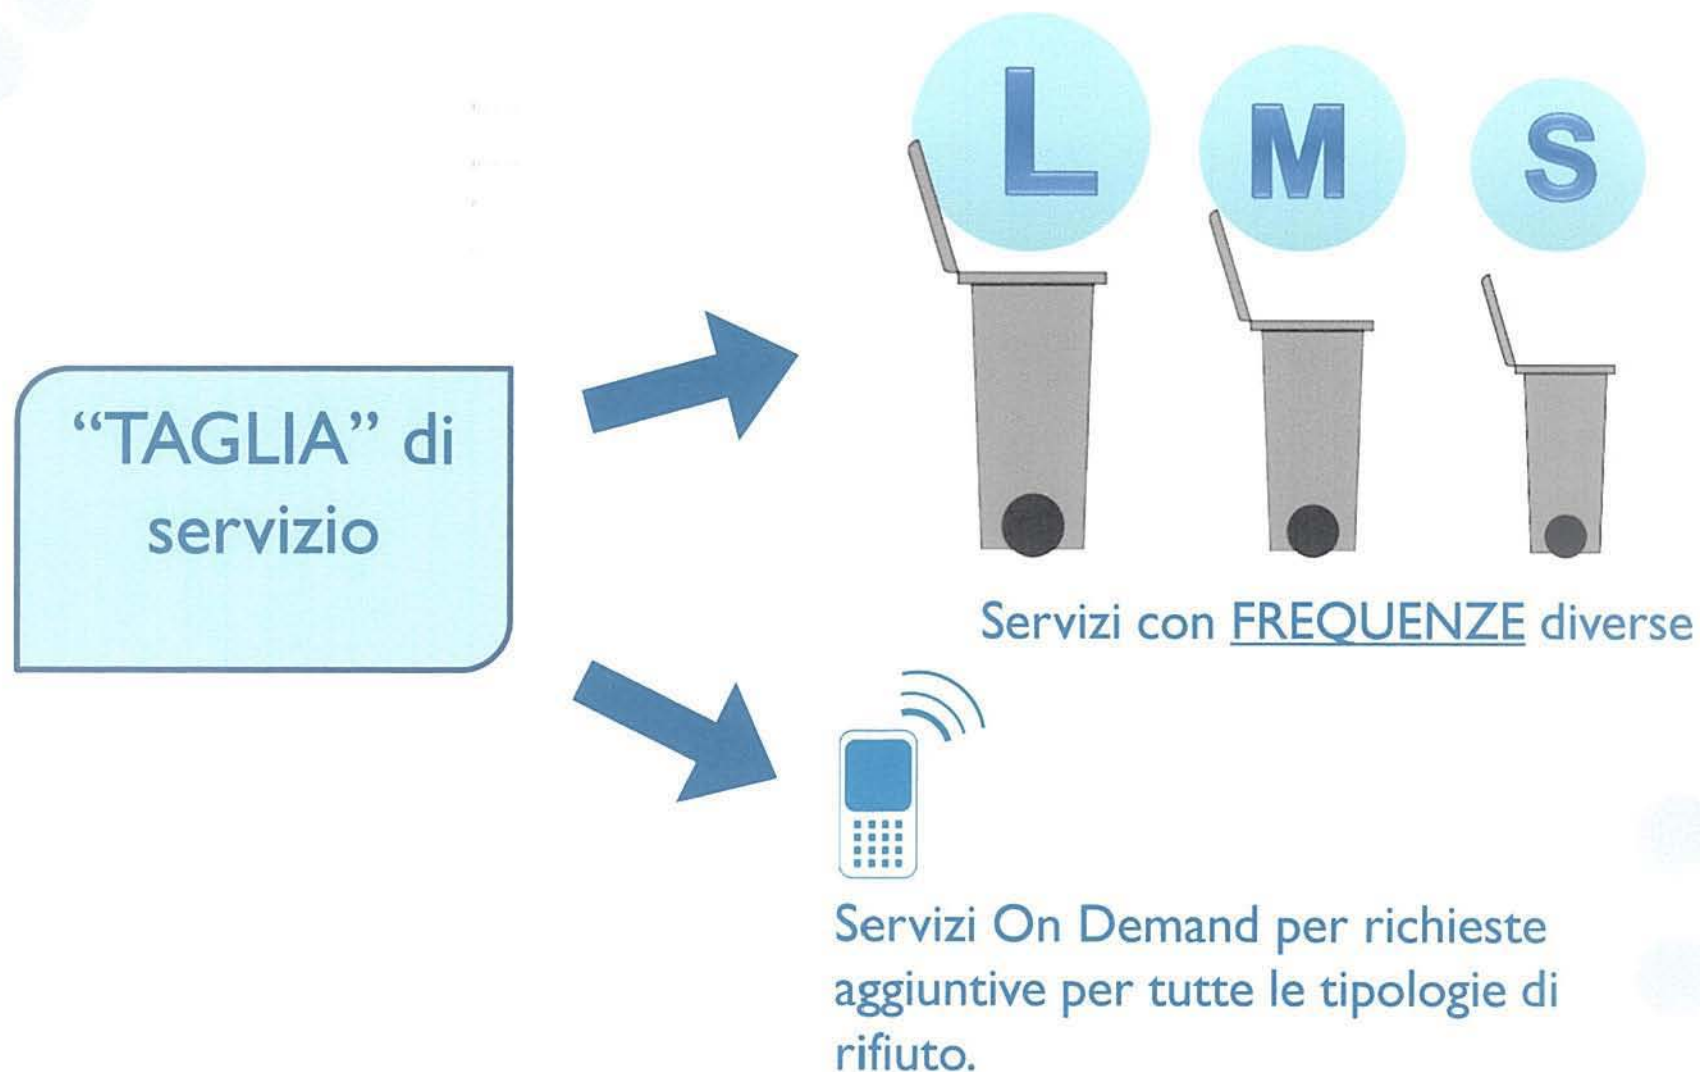 "TAGLIA" di
servizio
L M S
Servizi con FREQUENZE diverse
Servizi On Demand per richieste
aggiuntive per tutte le tipologie di
rifiuto.